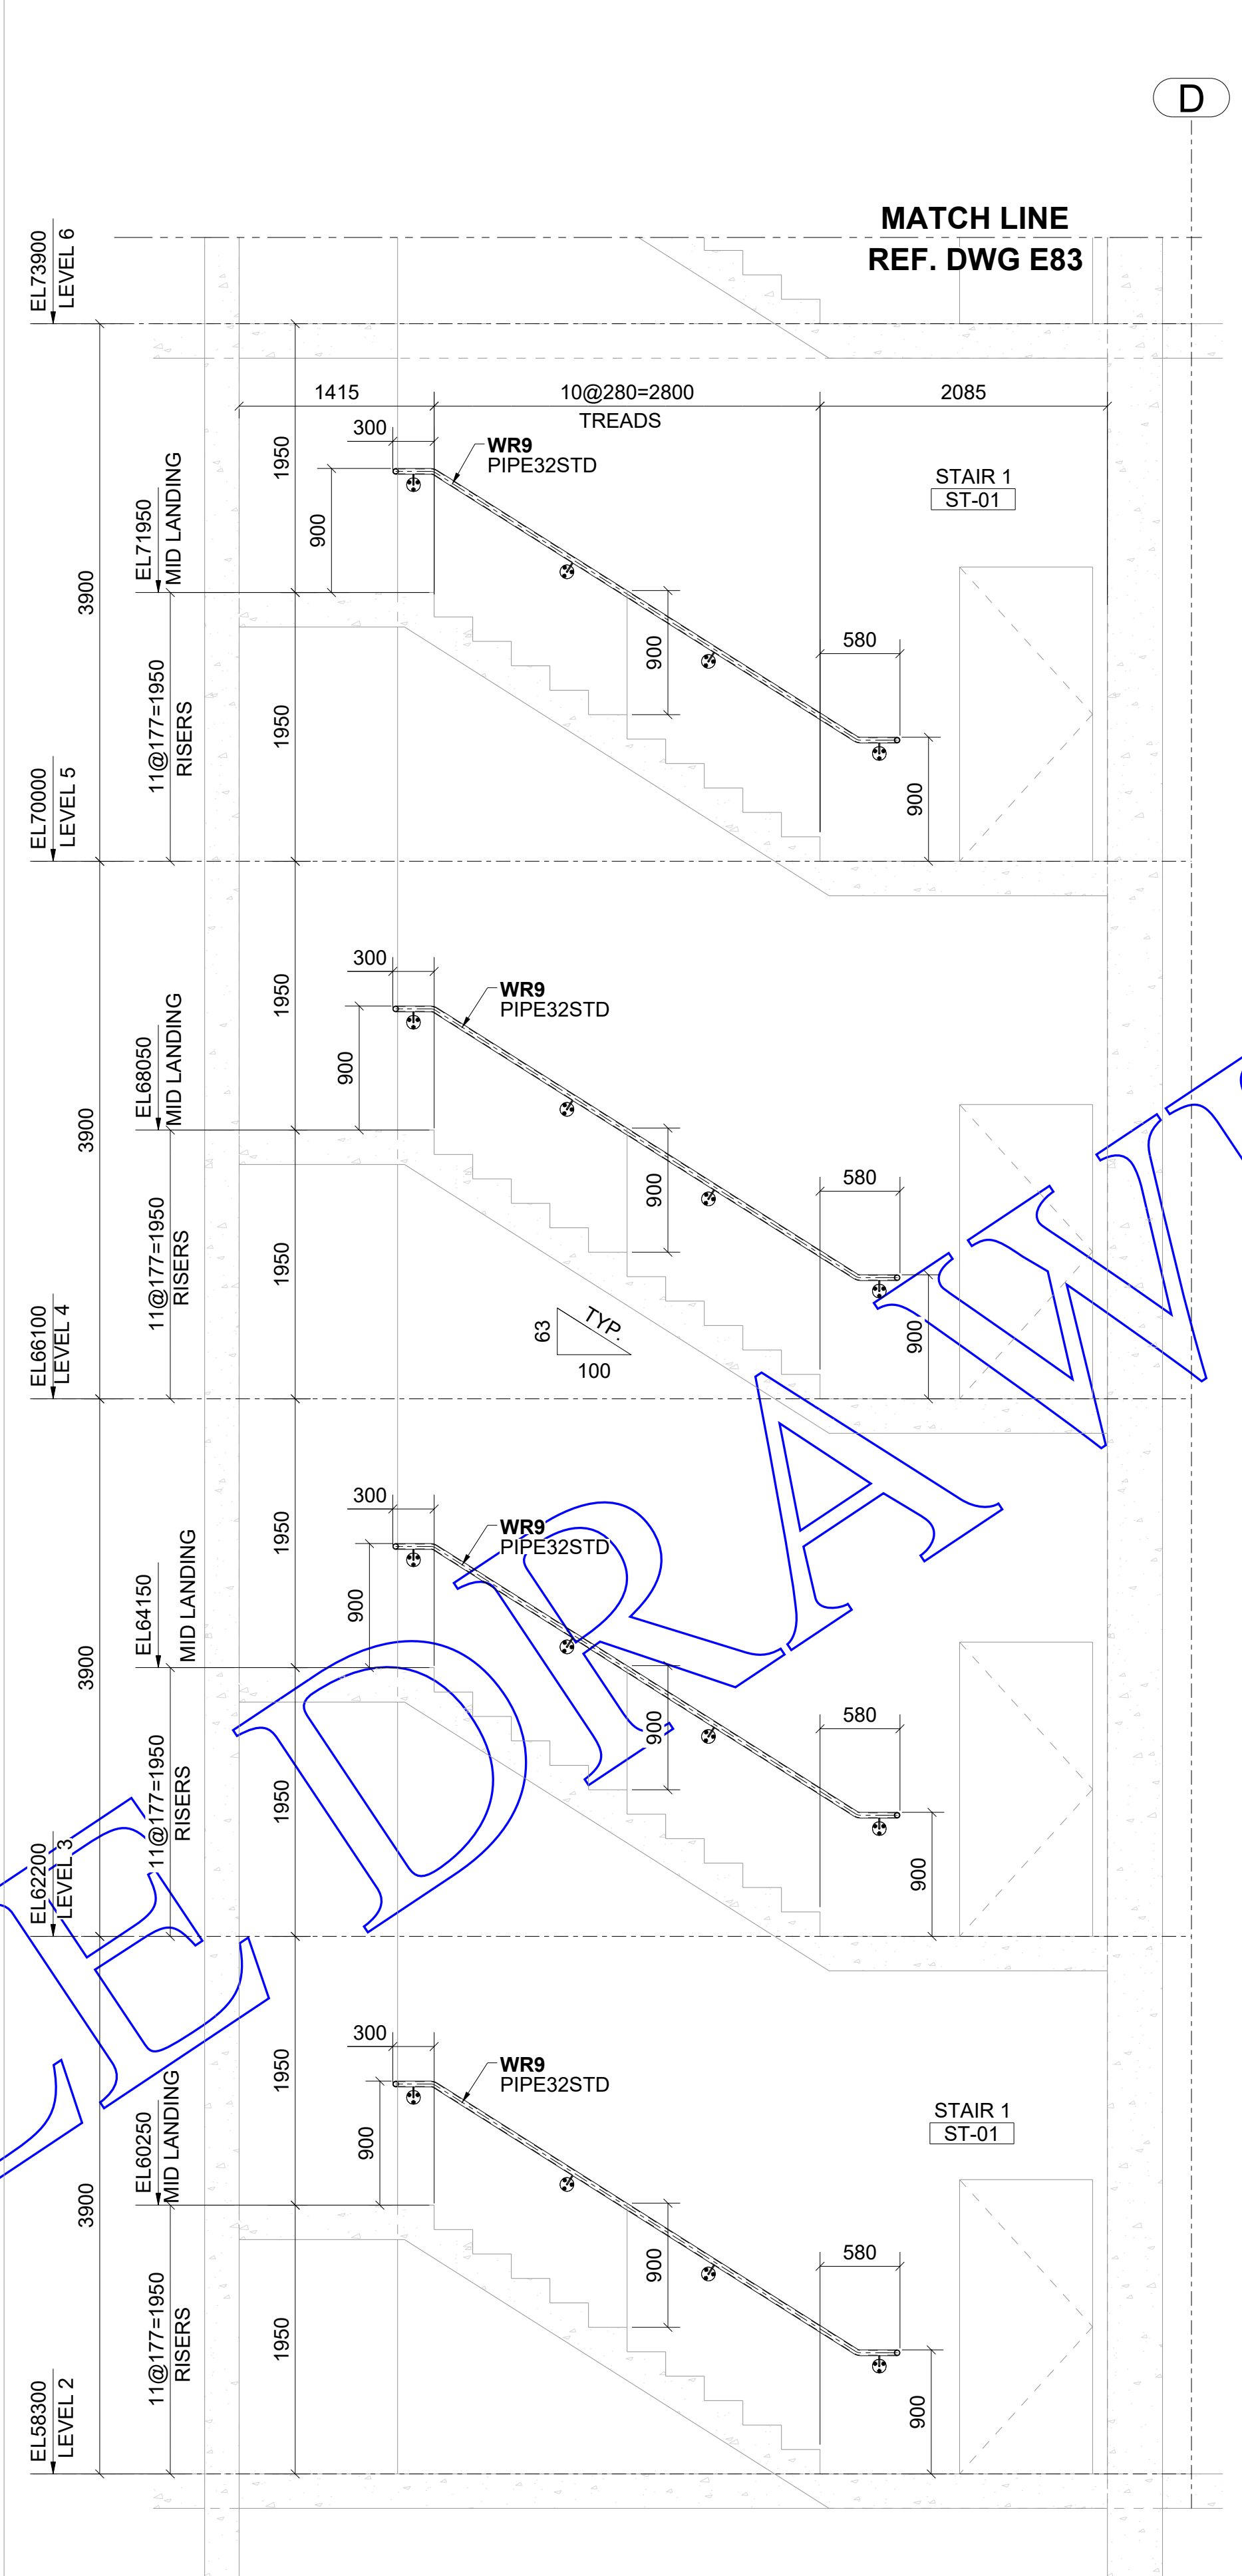 D
MATCH LINE
REF. DWG E83
EL73900
LEVEL 6
1415
10@280=2800
TREADS
2085
300
WR9
PIPE32STD
1950
900
STAIR 1
ST-01
EL71950
MID LANDING
3900
900
580
11@177=1950
RISERS
1950
900
EL70000
LEVEL 5
300
WR9
PIPE32STD
1950
900
EL68050
MID LANDING
3900
900
580
11@177=1950
RISERS
1950
900
63
TYP.
100
EL66100
LEVEL 4
300
WR9
PIPE32STD
1950
900
EL64150
MID LANDING
3900
900
580
11@177=1950
RISERS
1950
900
EL62200
LEVEL 3
300
WR9
PIPE32STD
1950
900
STAIR 1
ST-01
EL60250
MID LANDING
3900
900
580
11@177=1950
RISERS
1950
900
EL58300
LEVEL 2
E DRAW